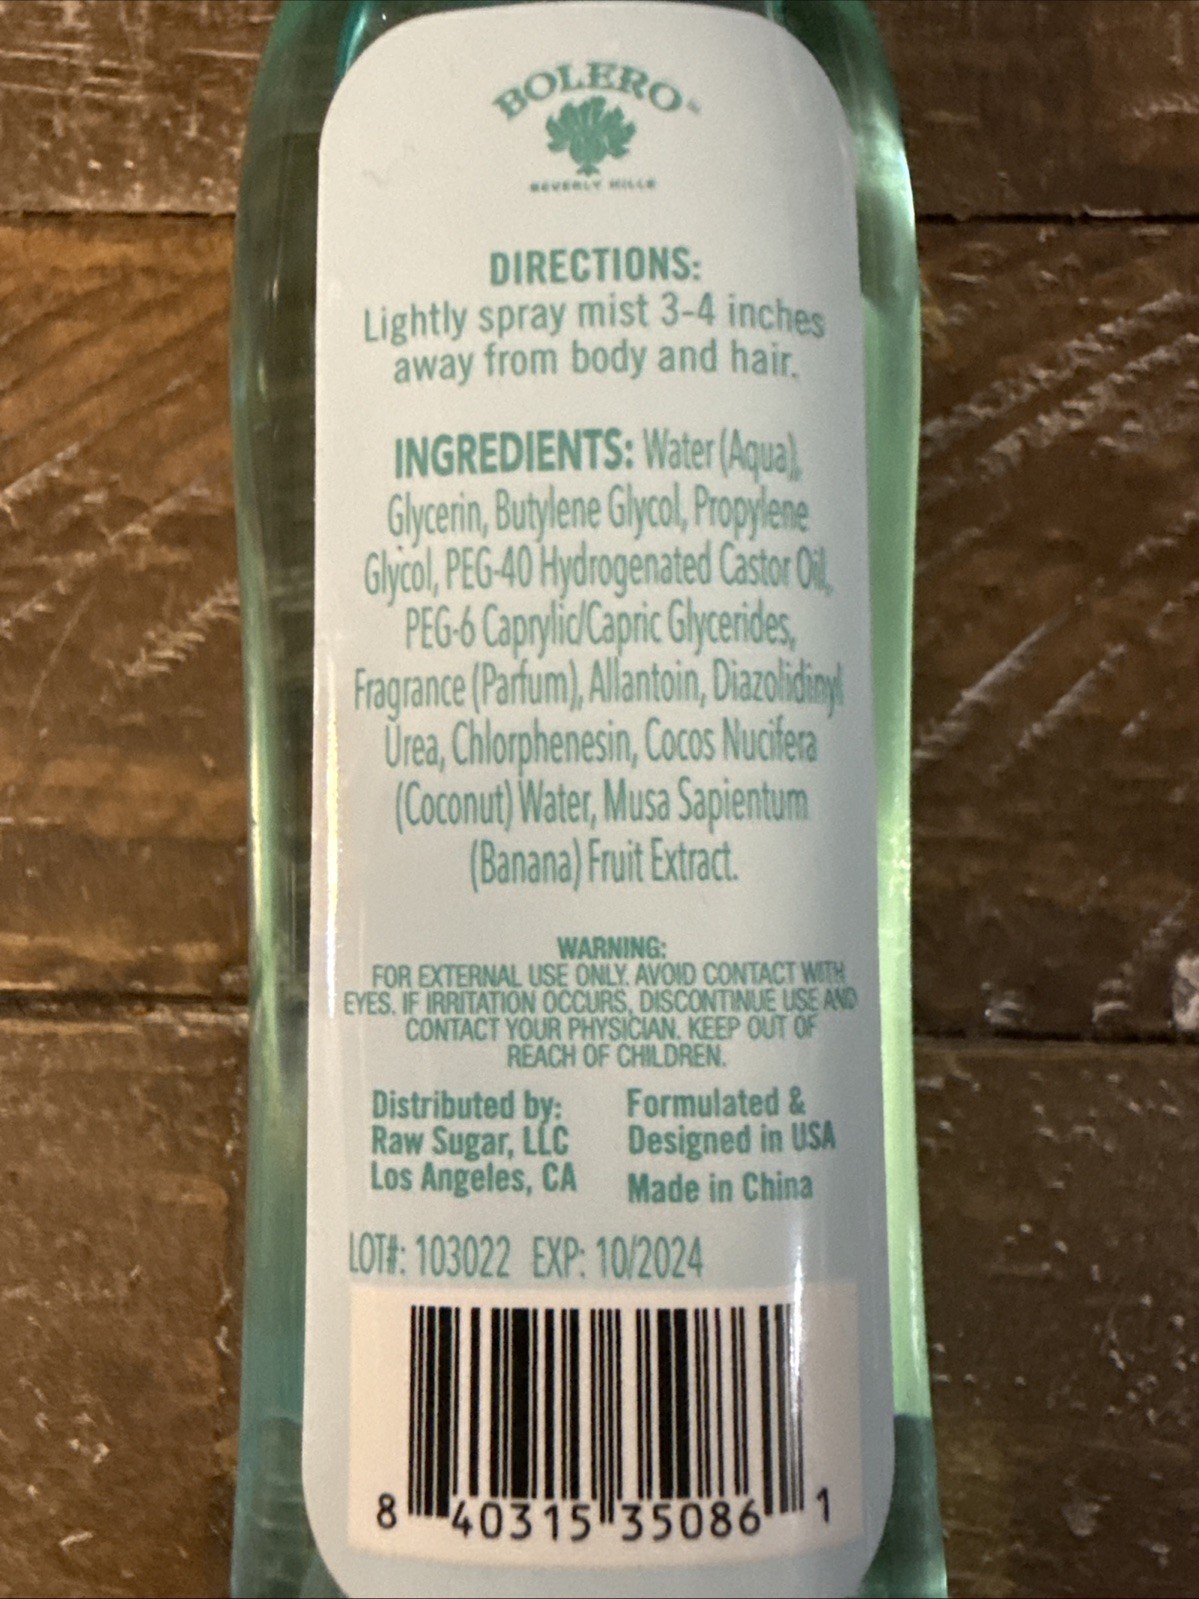 BOLERO™
BEVERLY HILLS
DIRECTIONS:
Lightly spray mist 3-4 inches
away from body and hair.
INGREDIENTS: Water (Aqua),
Glycerin, Butylene Glycol, Propylene
Glycol, PEG-40 Hydrogenated Castor Oil,
PEG-6 Caprylic/Capric Glycerides,
Fragrance (Parfum), Allantoin, Diazolidinyl
Urea, Chlorphenesin, Cocos Nucifera
(Coconut) Water, Musa Sapientum
(Banana) Fruit Extract.
WARNING:
FOR EXTERNAL USE ONLY. AVOID CONTACT WITH
EYES. IF IRRITATION OCCURS, DISCONTINUE USE AND
CONTACT YOUR PHYSICIAN. KEEP OUT OF
REACH OF CHILDREN.
Distributed by:
Raw Sugar, LLC
Los Angeles, CA
Formulated &
Designed in USA
Made in China
LOT#: 103022 EXP: 10/2024
8 40315 35086 1